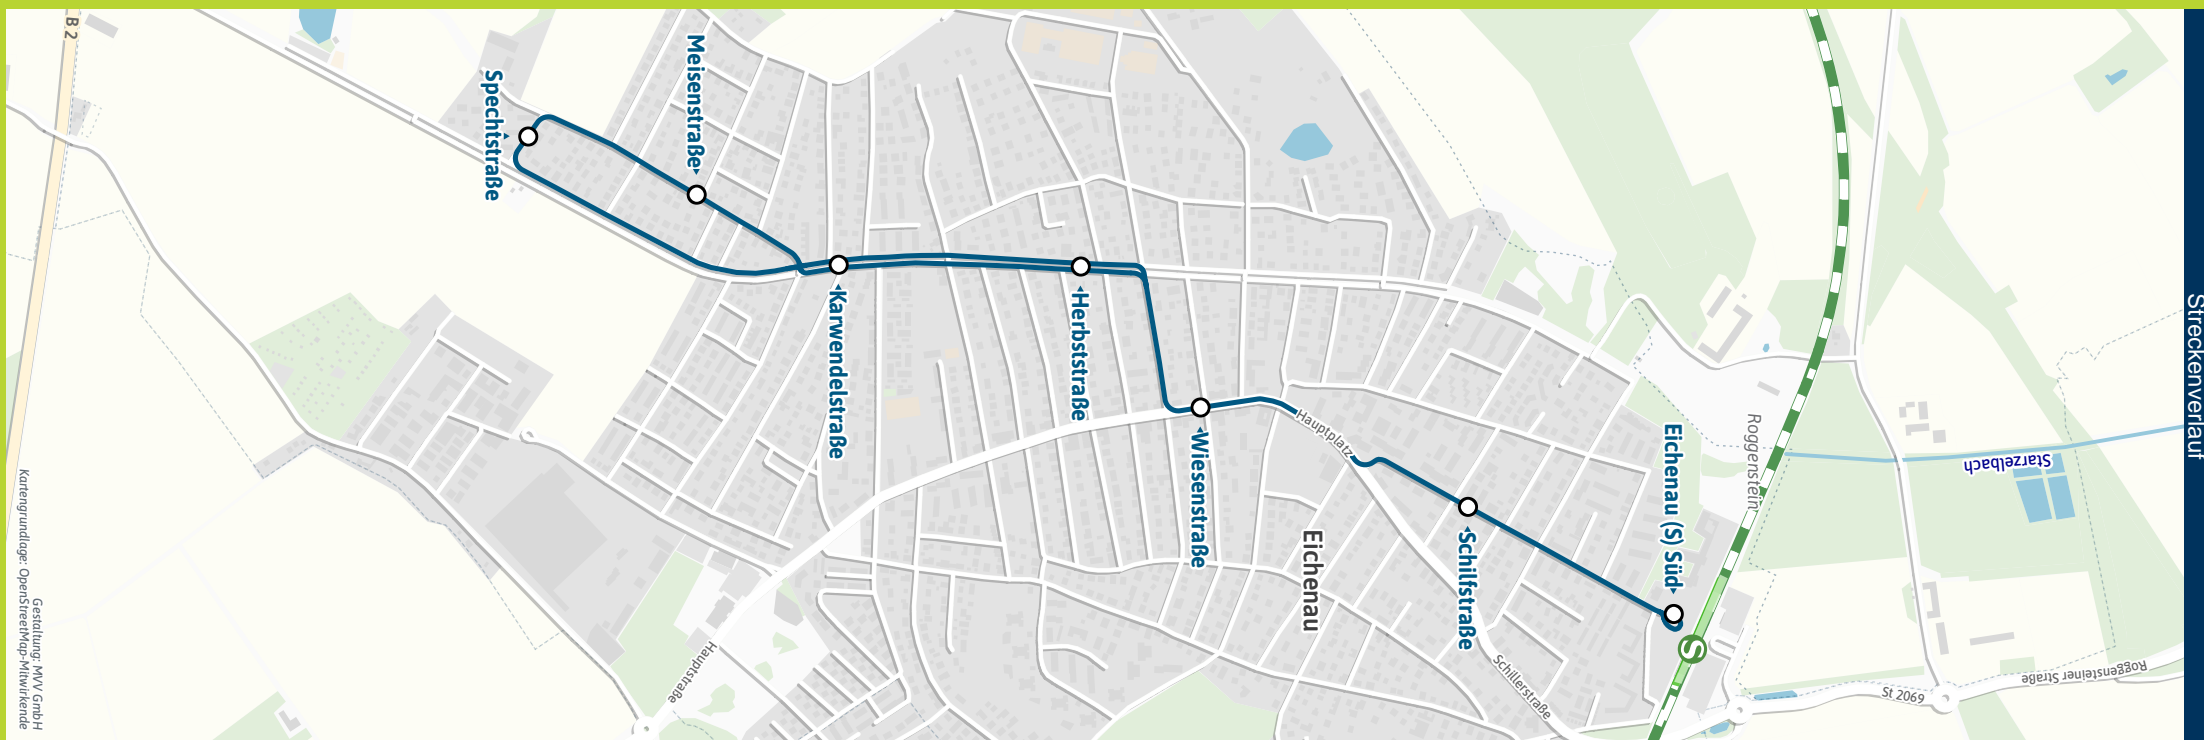 B 2
Spechtstraße
Meisenstraße
Karwendelstraße
Herbststraße
Wiesenstraße
Hauptplatz
Eichenau
Schilfstraße
Schillerstraße
Eichenau (S) Süd
S
Roggenstein
Starzelbach
St 2069
Roggensteiner Straße
Hauptstraße
Streckenverlauf
Kartengrundlage: OpenStreetMap-Mitwirkende
Gestaltung: MVV GmbH